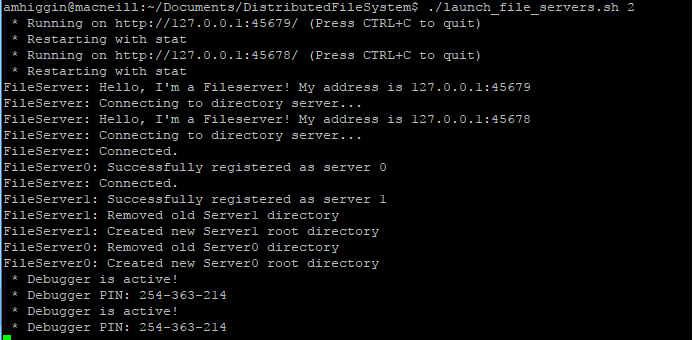 amhiggin@macneill:~/Documents/DistributedFileSystem$ ./launch_file_servers.sh 2
 * Running on http://127.0.0.1:45679/ (Press CTRL+C to quit)
 * Restarting with stat
 * Running on http://127.0.0.1:45678/ (Press CTRL+C to quit)
 * Restarting with stat
FileServer: Hello, I'm a Fileserver! My address is 127.0.0.1:45679
FileServer: Connecting to directory server...
FileServer: Hello, I'm a Fileserver! My address is 127.0.0.1:45678
FileServer: Connecting to directory server...
FileServer: Connected.
FileServer0: Successfully registered as server 0
FileServer: Connected.
FileServer1: Successfully registered as server 1
FileServer1: Removed old Server1 directory
FileServer1: Created new Server1 root directory
FileServer0: Removed old Server0 directory
FileServer0: Created new Server0 root directory
 * Debugger is active!
 * Debugger PIN: 254-363-214
 * Debugger is active!
 * Debugger PIN: 254-363-214